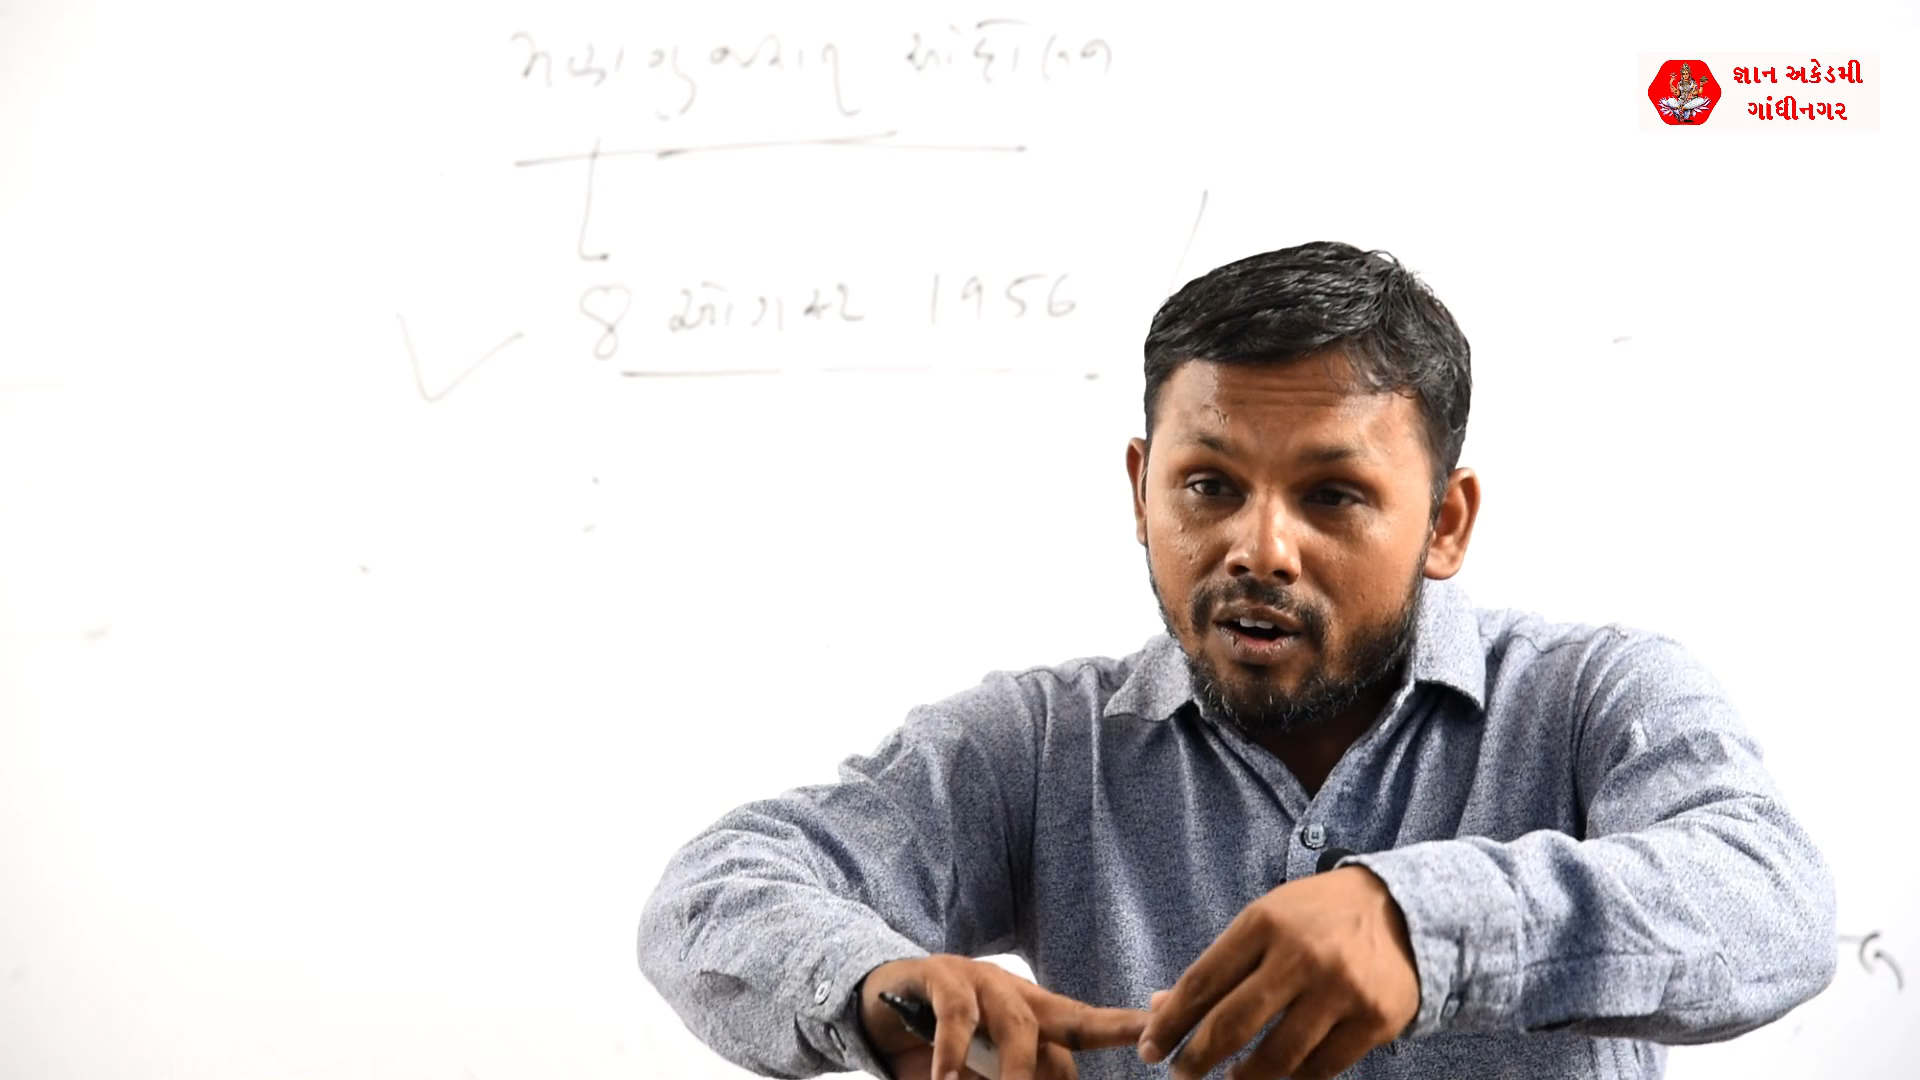 મહાગુજરાત આંદોલન
8 ઓગસ્ટ 1956
જ્ઞાન અકેડમી
ગાંધીનગર